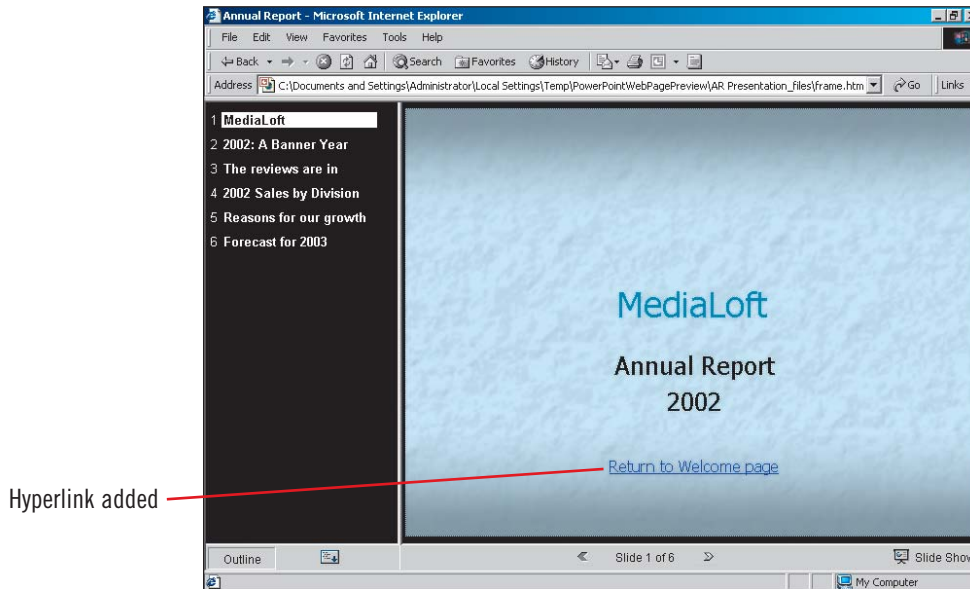 Annual Report - Microsoft Internet Explorer
File Edit View Favorites Tools Help
Back Search Favorites History
Address C:\Documents and Settings\Administrator\Local Settings\Temp\PowerPointWebPagePreview\AR Presentation_files\frame.htm Go Links
1 MediaLoft
2 2002: A Banner Year
3 The reviews are in
4 2002 Sales by Division
5 Reasons for our growth
6 Forecast for 2003
MediaLoft
Annual Report
2002
Return to Welcome page
Hyperlink added
Outline Slide 1 of 6 Slide Show
My Computer